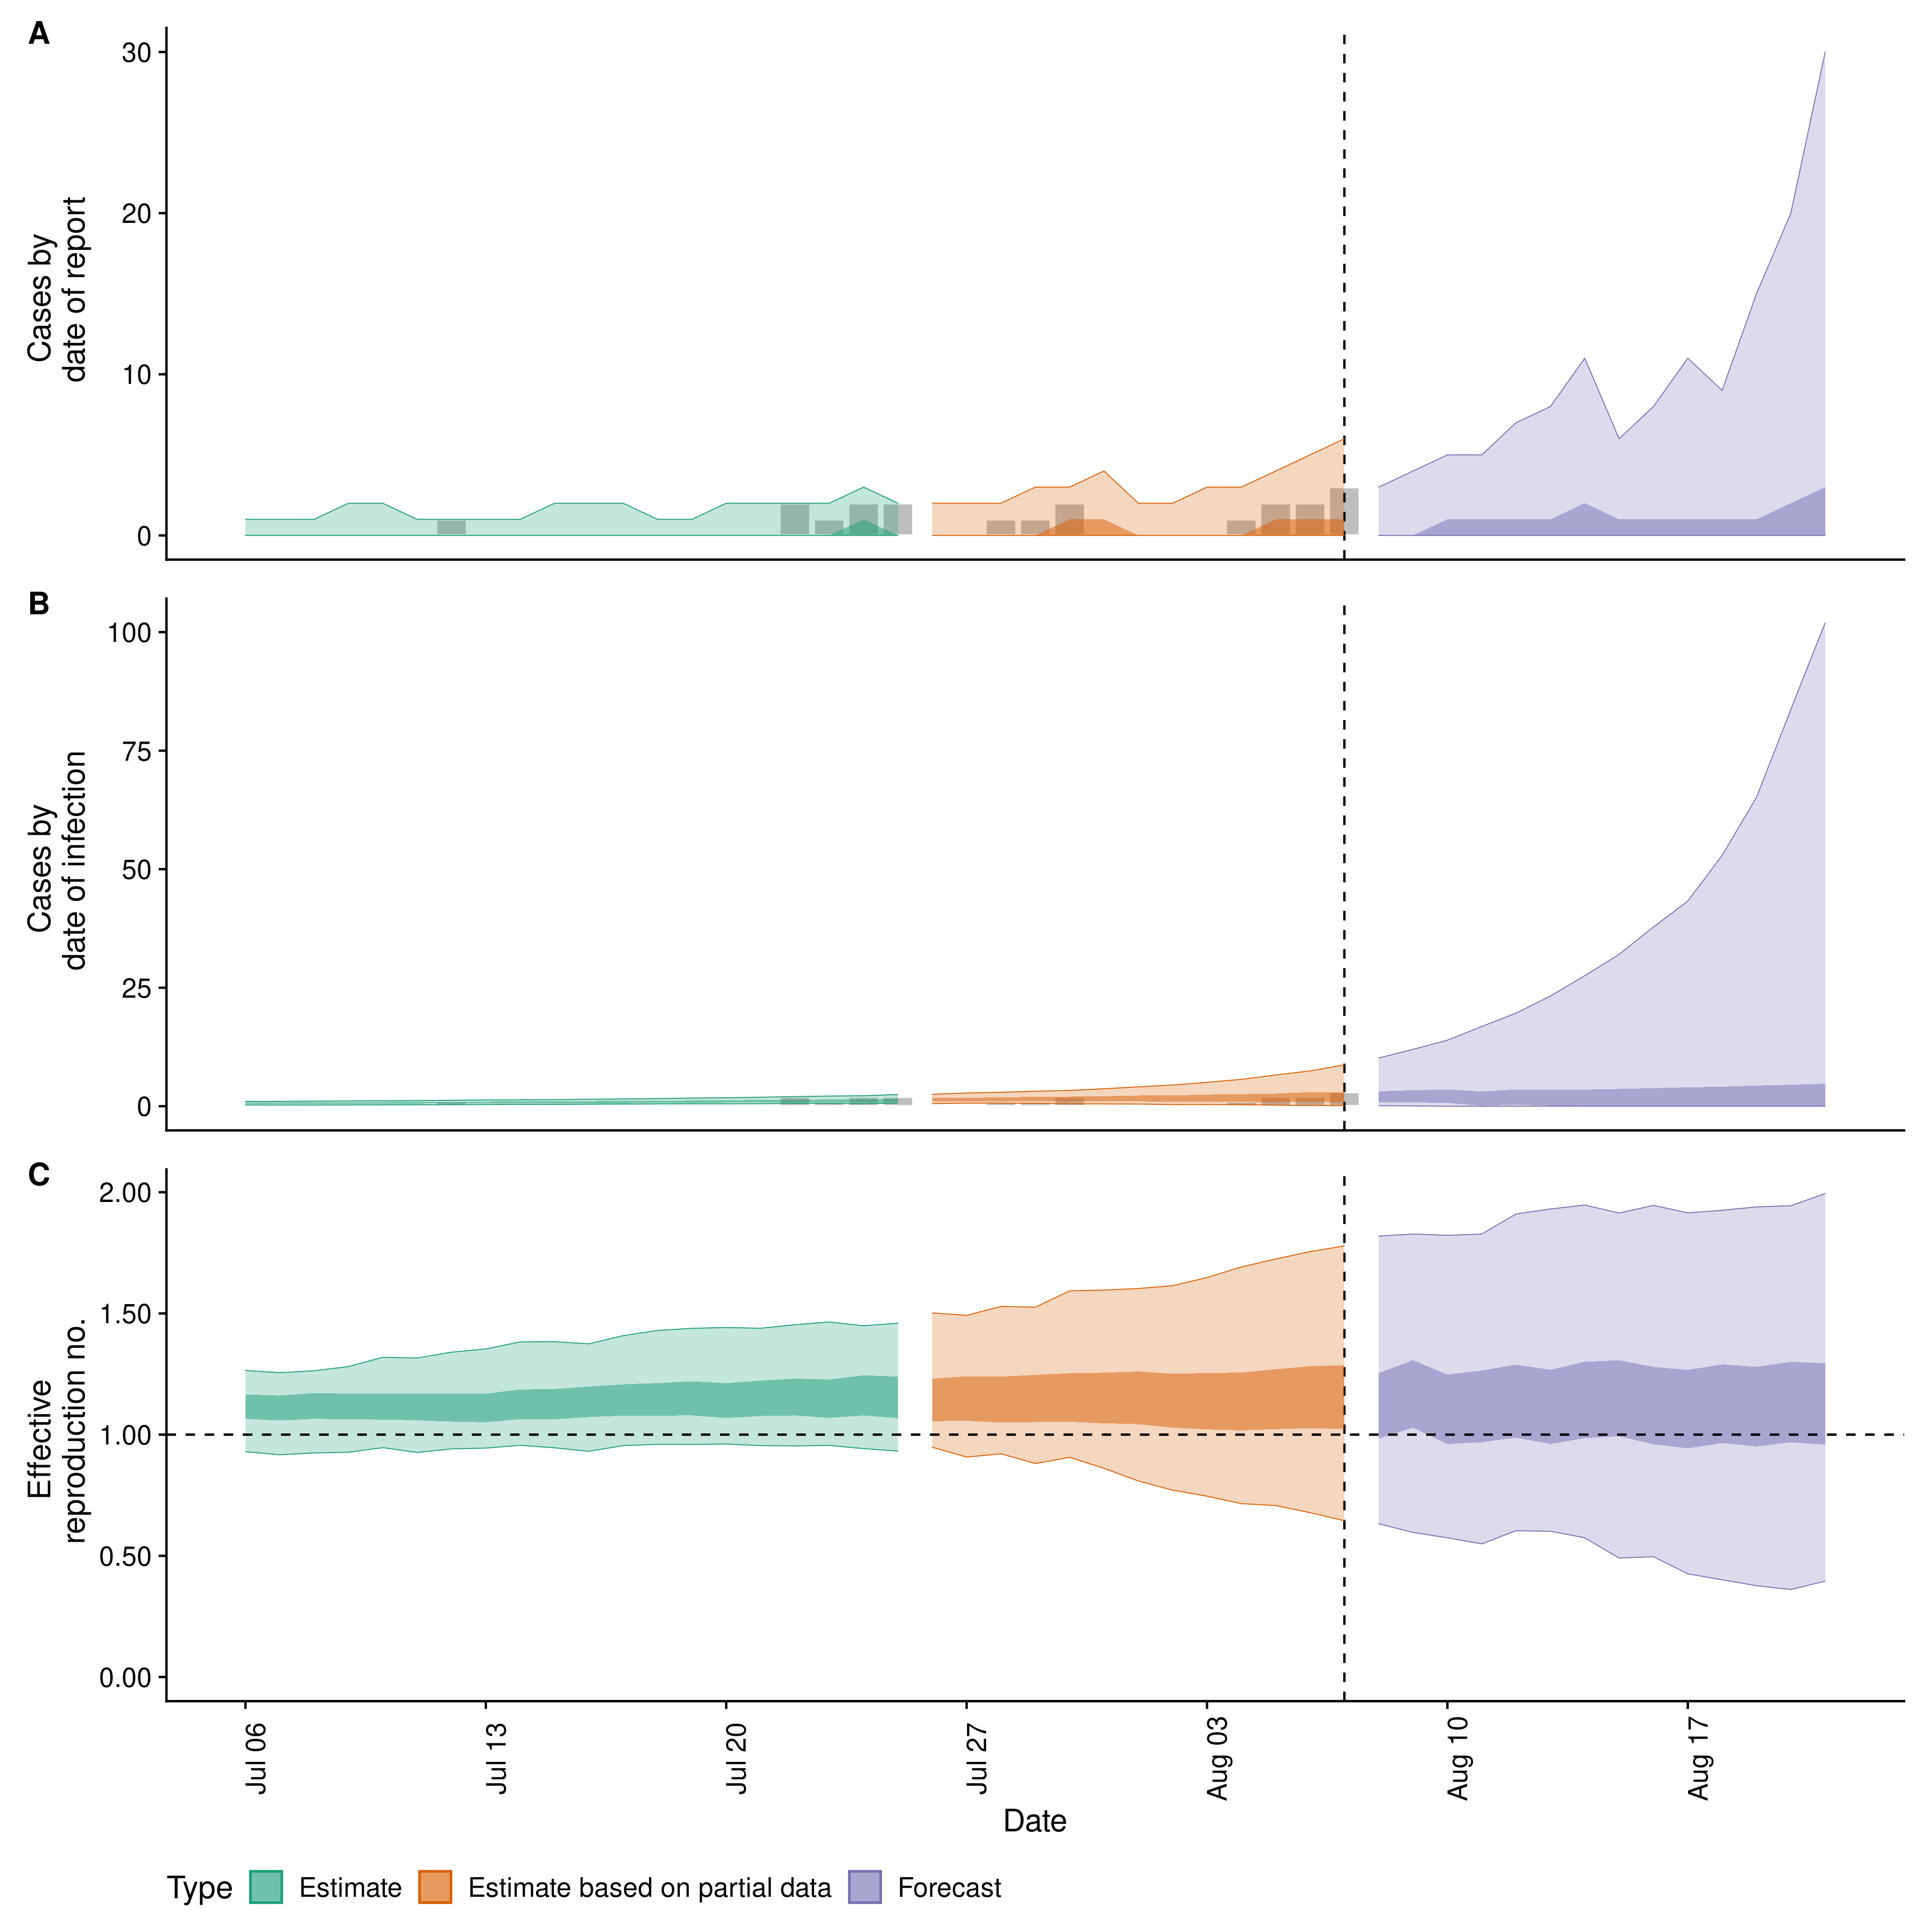 A
30
20
10
0
Cases by
date of report
B
100
75
50
25
0
Cases by
date of infection
C
2.00
1.50
1.00
0.50
0.00
Effective
reproduction no.
Jul 06
Jul 13
Jul 20
Jul 27
Aug 03
Aug 10
Aug 17
Date
Type Estimate Estimate based on partial data Forecast